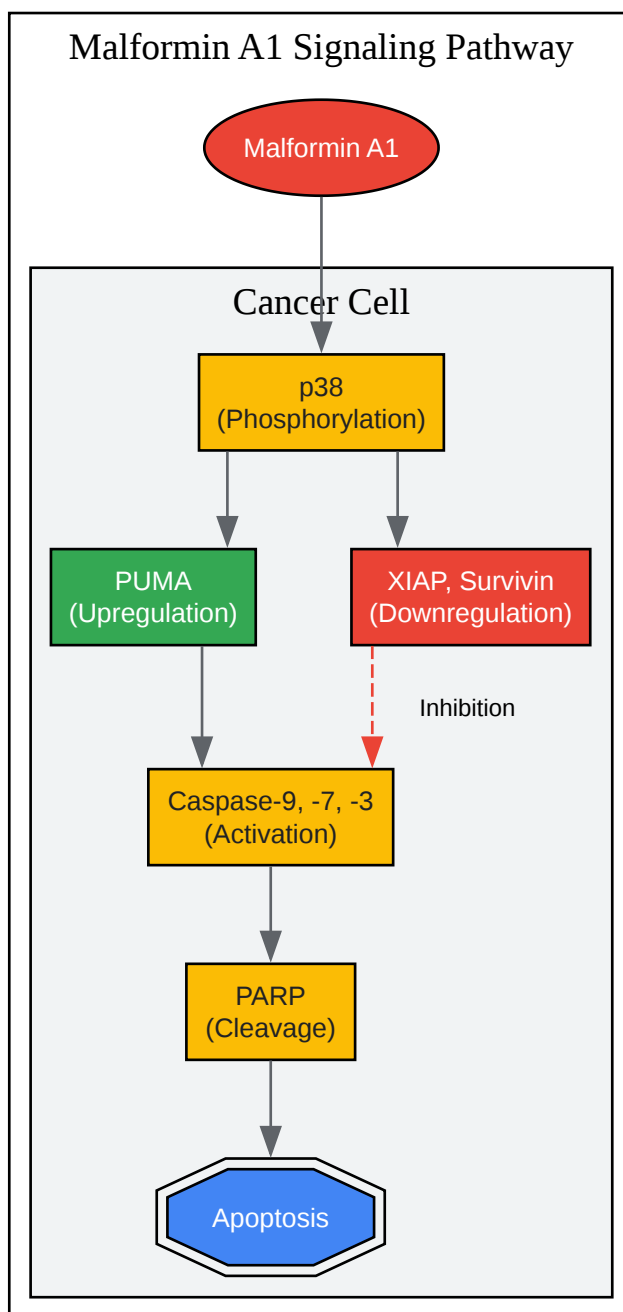 Malformin A1 Signaling Pathway
Malformin A1
Cancer Cell
p38
(Phosphorylation)
PUMA
(Upregulation)
XIAP, Survivin
(Downregulation)
Inhibition
Caspase-9, -7, -3
(Activation)
PARP
(Cleavage)
Apoptosis